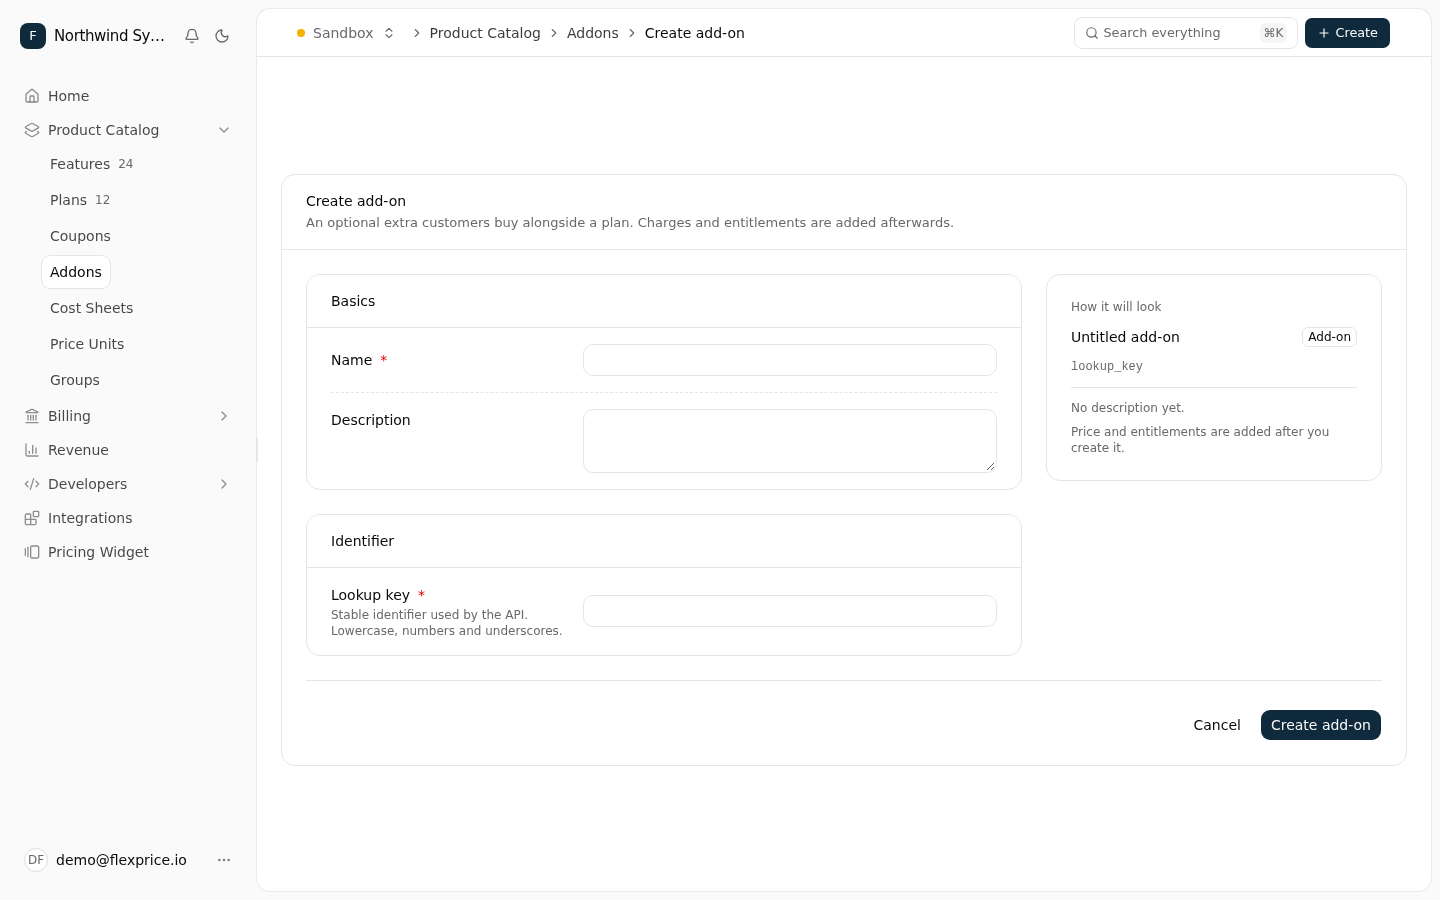 F Northwind Sy...
Home
Product Catalog
Features 24
Plans 12
Coupons
Addons
Cost Sheets
Price Units
Groups
Billing
Revenue
Developers
Integrations
Pricing Widget
DF demo@flexprice.io
Sandbox Product Catalog Addons Create add-on
Search everything ⌘K
Create
Create add-on
An optional extra customers buy alongside a plan. Charges and entitlements are added afterwards.
Basics
Name *
Description
Identifier
Lookup key *
Stable identifier used by the API.
Lowercase, numbers and underscores.
How it will look
Untitled add-on Add-on
lookup_key
No description yet.
Price and entitlements are added after you
create it.
Cancel Create add-on